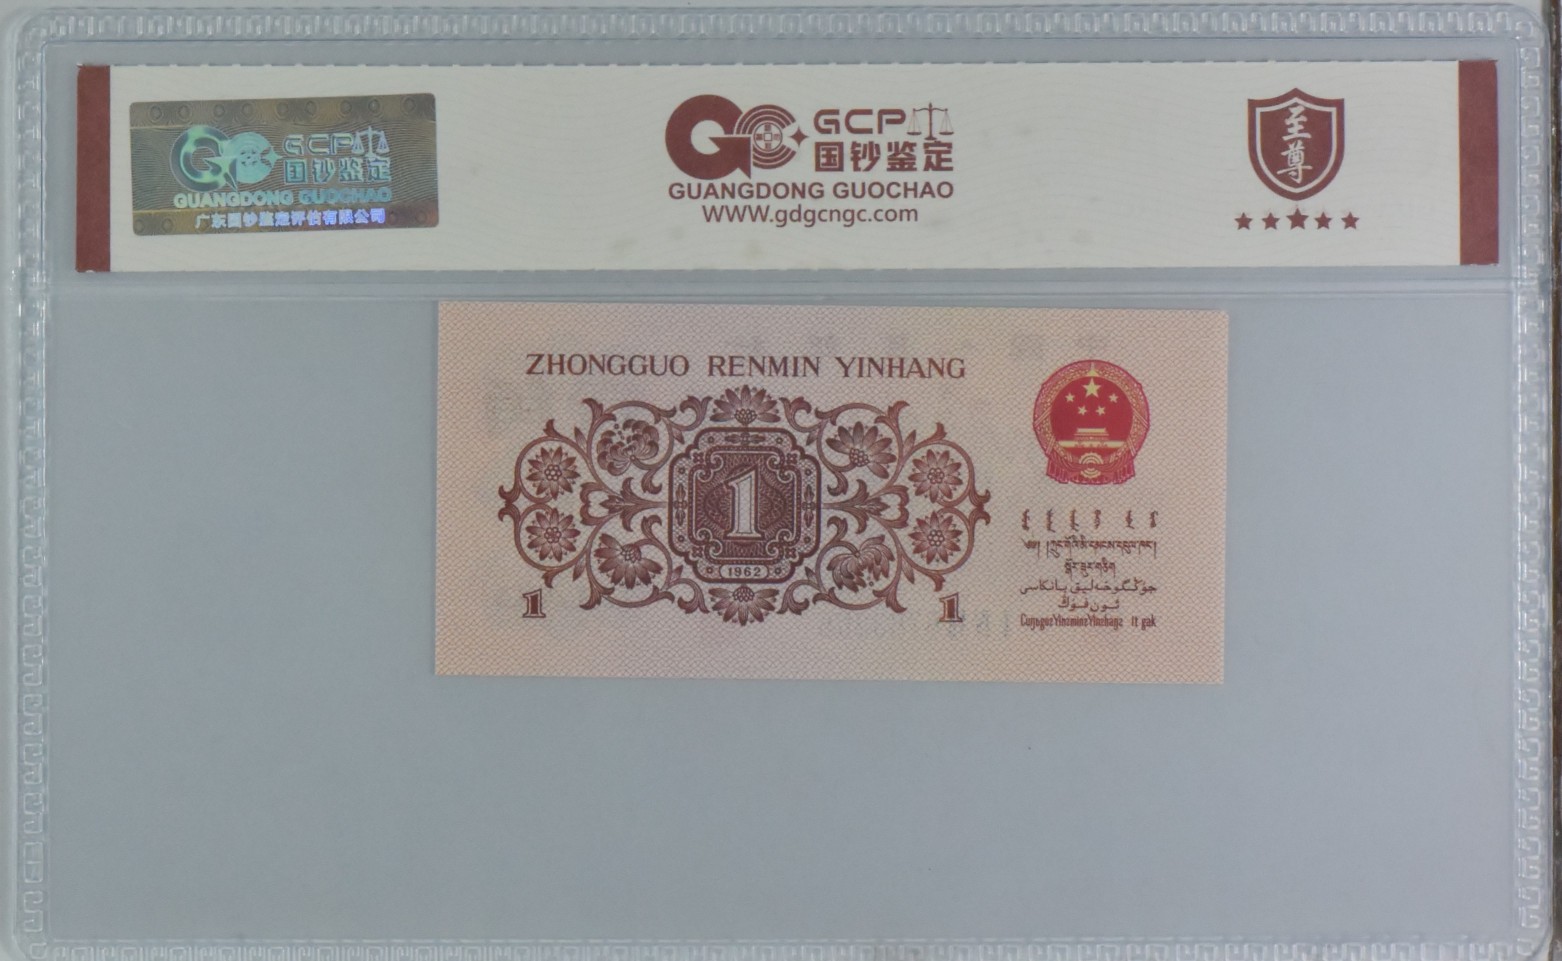 GCP
国钞鉴定
GUANGDONG GUOCHAO
广东国钞鉴定评估有限公司
GCP
国钞鉴定
GUANGDONG GUOCHAO
WWW.gdgcngc.com
至尊
ZHONGGUO RENMIN YINHANG
1
1962
1
1
جۇڭگوخەلىق بانكاسى